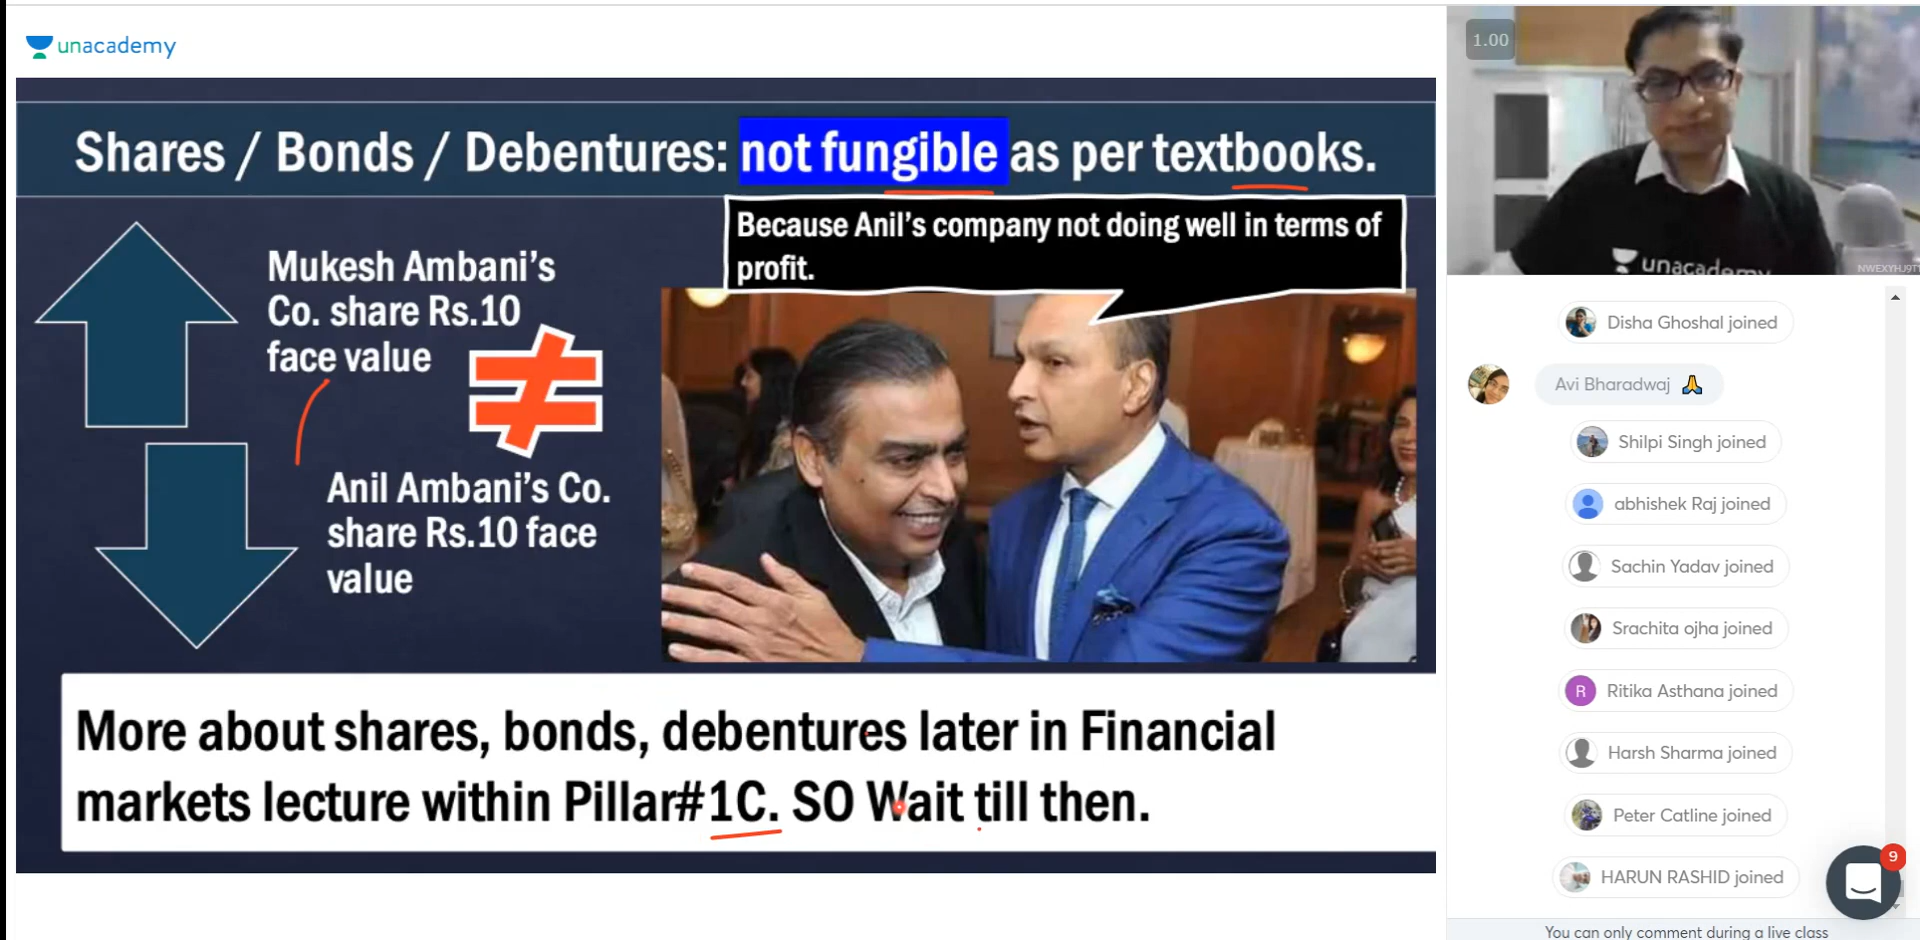 unacademy
Shares / Bonds / Debentures: not fungible as per textbooks.
Because Anil's company not doing well in terms of
profit.
Mukesh Ambani's
Co. share Rs.10
face value
Anil Ambani's Co.
share Rs.10 face
value
More about shares, bonds, debentures later in Financial
markets lecture within Pillar#1C. SO Wait till then.
1.00
unacademy
Disha Ghoshal joined
Avi Bharadwaj 🙏
Shilpi Singh joined
abhishek Raj joined
Sachin Yadav joined
Srachita ojha joined
R Ritika Asthana joined
Harsh Sharma joined
Peter Catline joined
HARUN RASHID joined
9
You can only comment during a live class